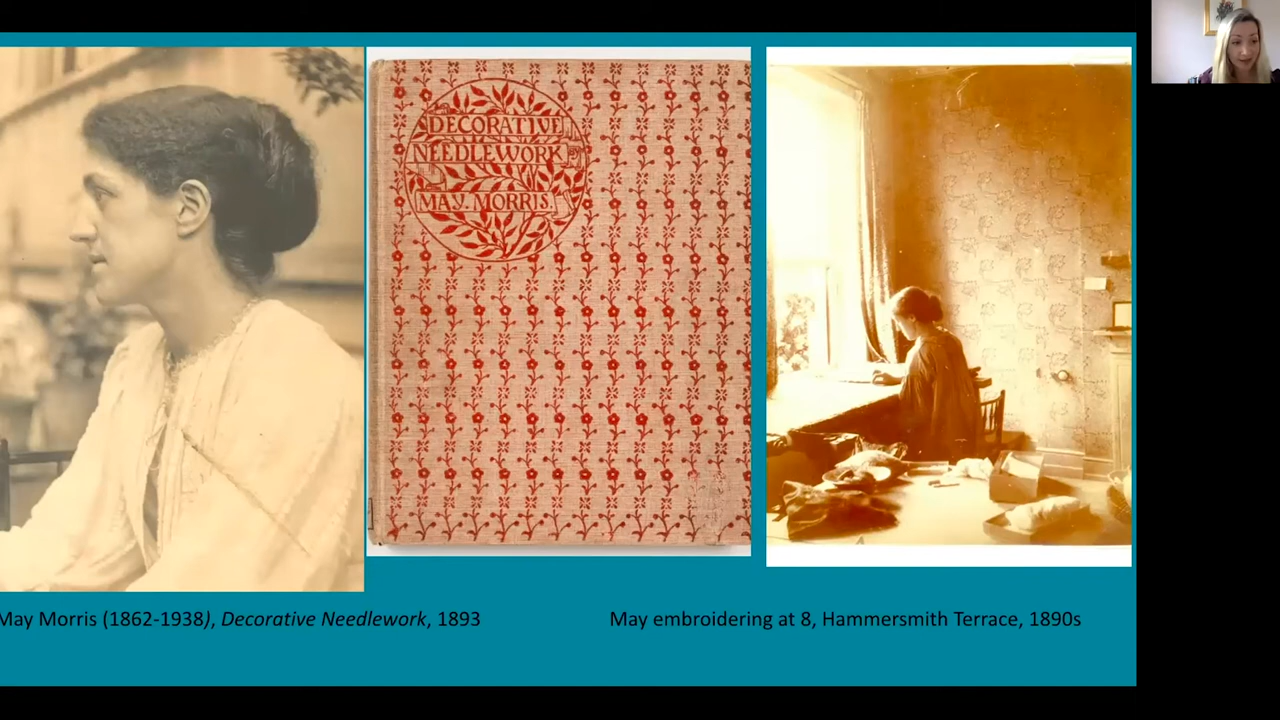 DECORATIVE
NEEDLEWORK
MAY. MORRIS.
May Morris (1862-1938), Decorative Needlework, 1893
May embroidering at 8, Hammersmith Terrace, 1890s